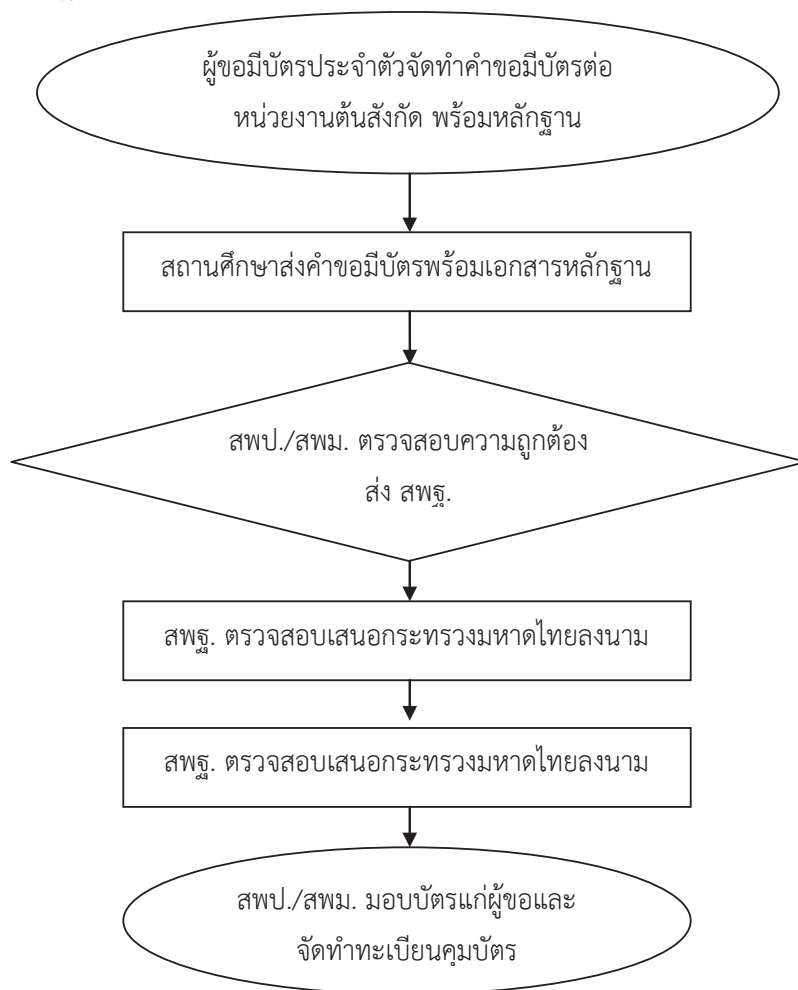 ผู้ขอมีบัตรประจำตัวจัดทำคำขอมีบัตรต่อ
หน่วยงานต้นสังกัด พร้อมหลักฐาน
สถานศึกษาส่งคำขอมีบัตรพร้อมเอกสารหลักฐาน
สพป./สพม. ตรวจสอบความถูกต้อง
ส่ง สพฐ.
สพฐ. ตรวจสอบเสนอกระทรวงมหาดไทยลงนาม
สพฐ. ตรวจสอบเสนอกระทรวงมหาดไทยลงนาม
สพป./สพม. มอบบัตรแก่ผู้ขอและ
จัดทำทะเบียนคุมบัตร